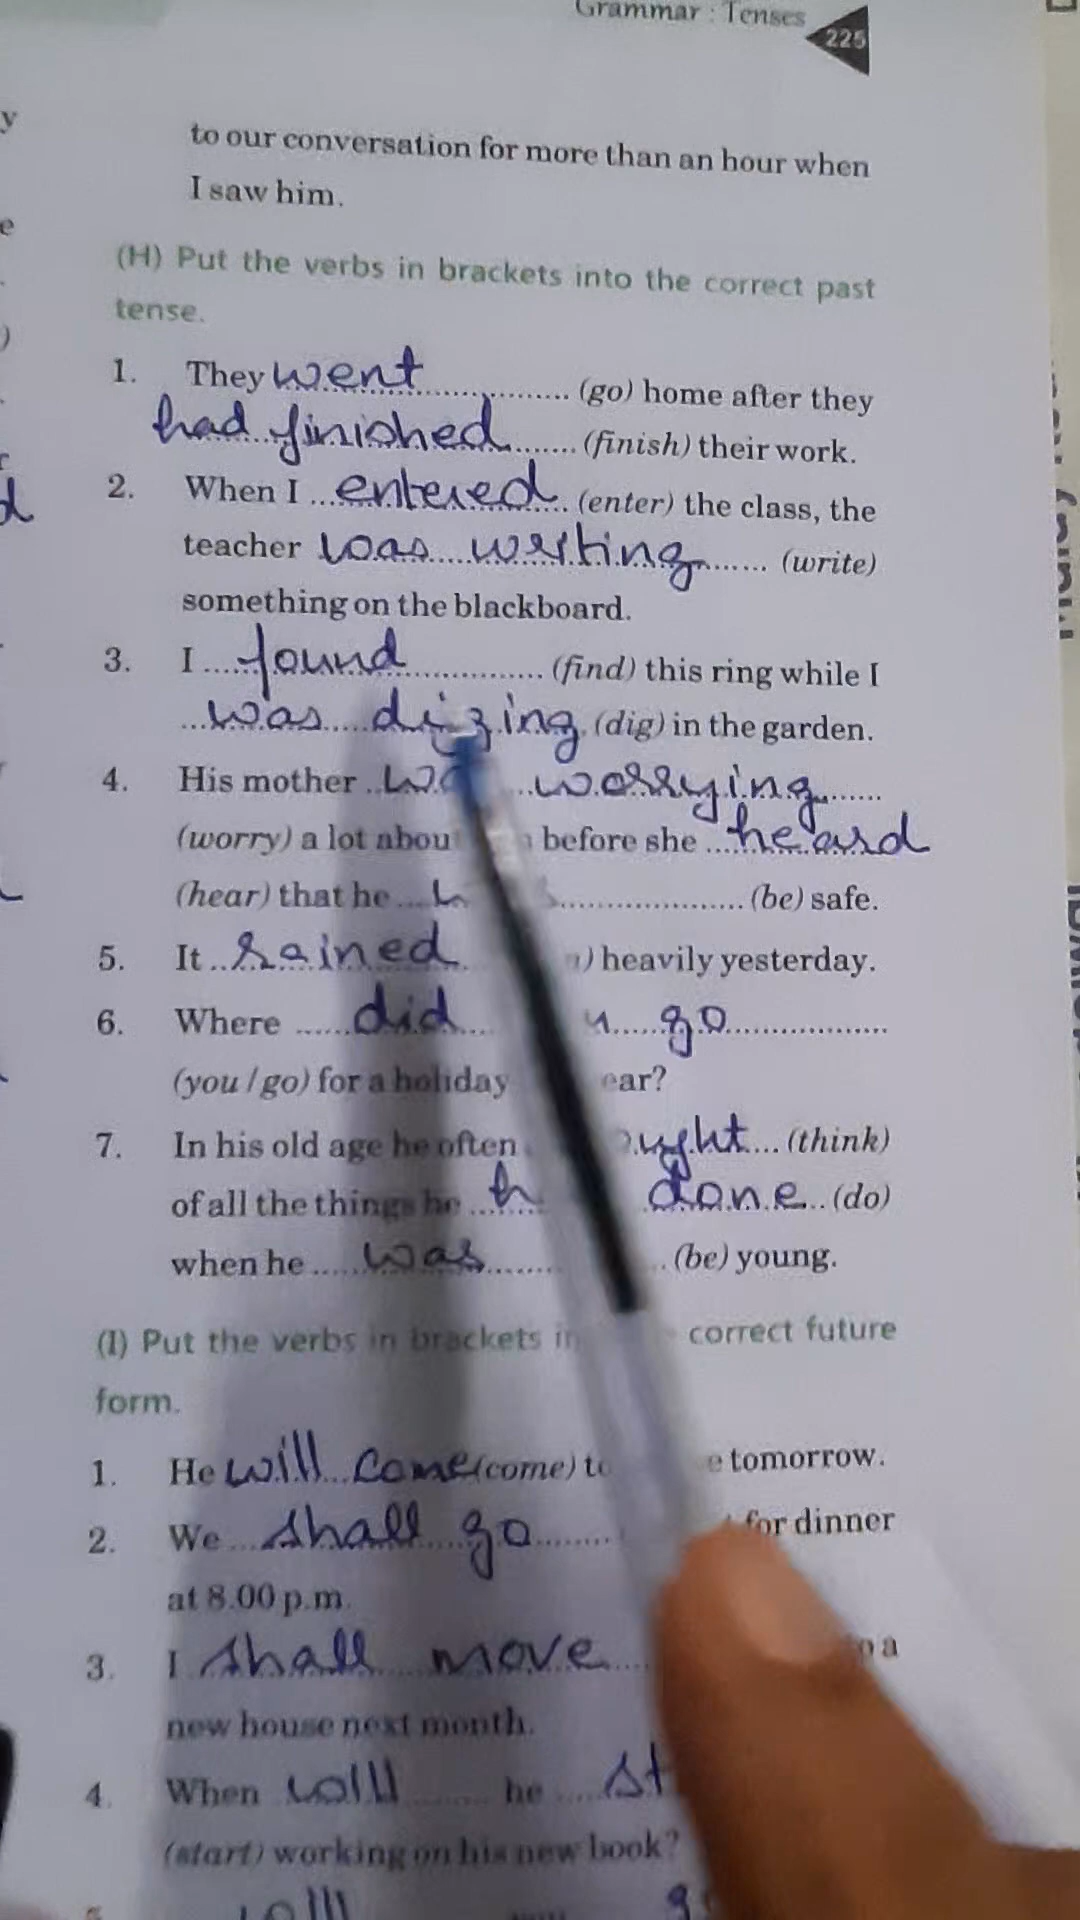 Grammar : Tenses
225
to our conversation for more than an hour when
I saw him.
(H) Put the verbs in brackets into the correct past
tense.
1. They went (go) home after they
had finished (finish) their work.
2. When I entered (enter) the class, the
teacher was writing (write)
something on the blackboard.
3. I found (find) this ring while I
was digging (dig) in the garden.
4. His mother worrying
(worry) a lot before she heard
(hear) that he (be) safe.
5. It rained heavily yesterday.
6. Where did go
(you / go) for a holiday
7. In his old age he often (think)
of all the things he done (do)
when he was (be) young.
(I) Put the verbs in brackets correct future
form.
1. He will come (come) tomorrow.
2. We shall go for dinner
at 8.00 p.m.
3. I shall move a
new house next month.
4. When will he
(start) working on his new book?
will